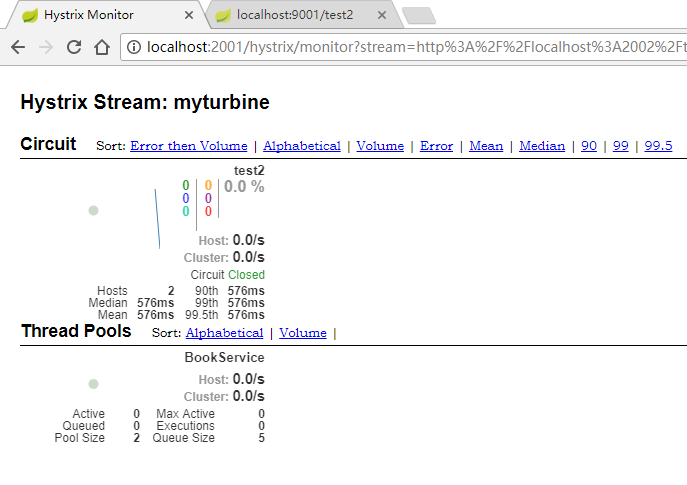 Hystrix Monitor
localhost:9001/test2
localhost:2001/hystrix/monitor?stream=http%3A%2F%2Flocalhost%3A2002%2Ft
Hystrix Stream: myturbine
Circuit Sort: Error then Volume | Alphabetical | Volume | Error | Mean | Median | 90 | 99 | 99.5
test2
0 0 0.0 %
0 0
0 0
Host: 0.0/s
Cluster: 0.0/s
Circuit Closed
Hosts 2 90th 576ms
Median 576ms 99th 576ms
Mean 576ms 99.5th 576ms
Thread Pools Sort: Alphabetical | Volume |
BookService
Host: 0.0/s
Cluster: 0.0/s
Active 0 Max Active 0
Queued 0 Executions 0
Pool Size 2 Queue Size 5